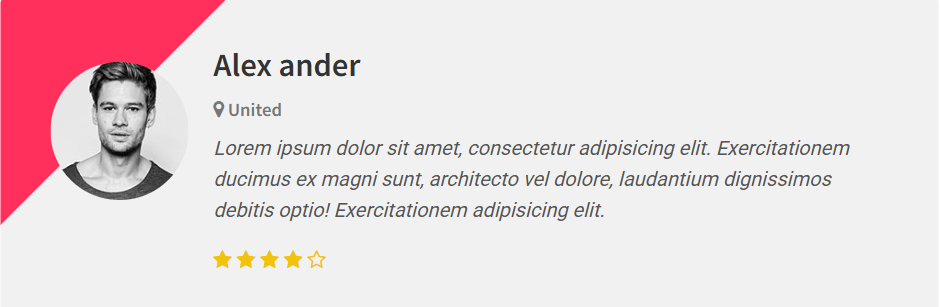 Alex ander
United
Lorem ipsum dolor sit amet, consectetur adipisicing elit. Exercitationem
ducimus ex magni sunt, architecto vel dolore, laudantium dignissimos
debitis optio! Exercitationem adipisicing elit.